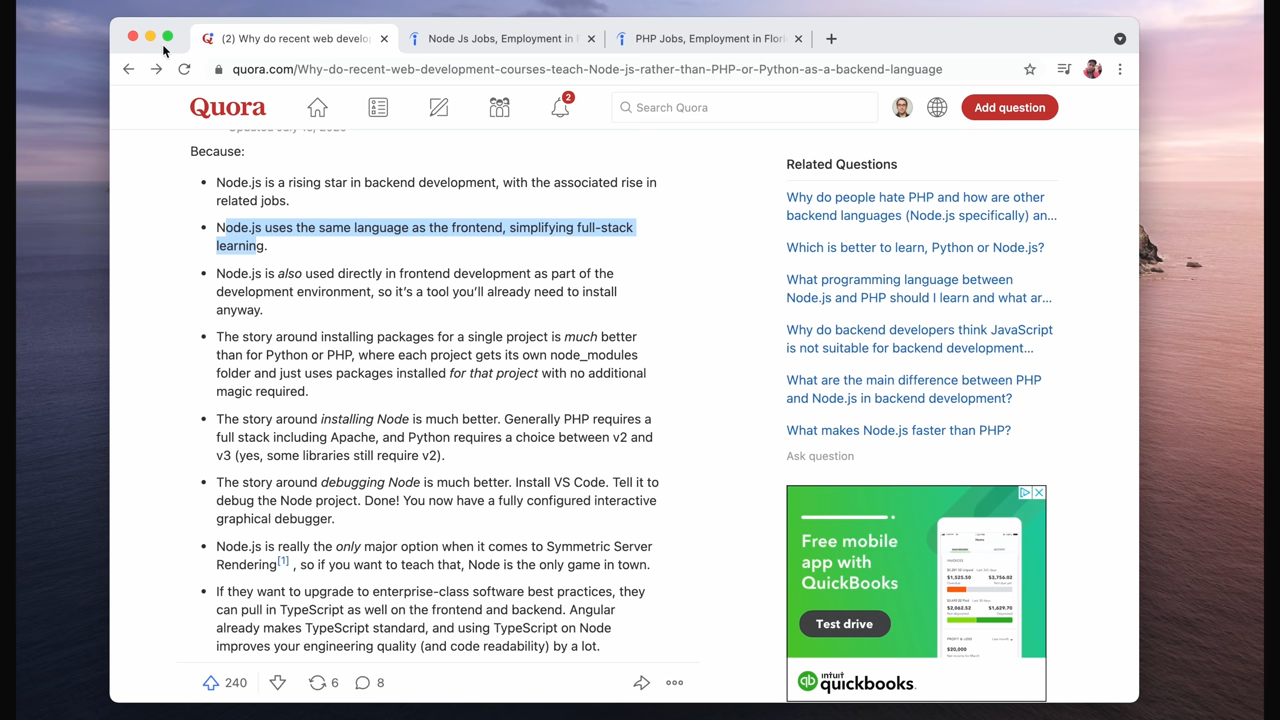 (2) Why do recent web develo
Node Js Jobs, Employment in F
PHP Jobs, Employment in Flori
quora.com/Why-do-recent-web-development-courses-teach-Node-js-rather-than-PHP-or-Python-as-a-backend-language
Quora
2
Search Quora
Add question
Because:
Node.js is a rising star in backend development, with the associated rise in
related jobs.
Node.js uses the same language as the frontend, simplifying full-stack
learning.
Node.js is also used directly in frontend development as part of the
development environment, so it’s a tool you’ll already need to install
anyway.
The story around installing packages for a single project is much better
than for Python or PHP, where each project gets its own node_modules
folder and just uses packages installed for that project with no additional
magic required.
The story around installing Node is much better. Generally PHP requires a
full stack including Apache, and Python requires a choice between v2 and
v3 (yes, some libraries still require v2).
The story around debugging Node is much better. Install VS Code. Tell it to
debug the Node project. Done! You now have a fully configured interactive
graphical debugger.
Node.js is really the only major option when it comes to Symmetric Server
Rendering[1] , so if you want to teach that, Node is the only game in town.
If they want to upgrade to enterprise-class software best practices, they
can pull in TypeScript as well on the frontend and backend. Angular
already makes TypeScript standard, and using TypeScript on Node
improves your engineering quality (and code readability) by a lot.
240
6
8
Related Questions
Why do people hate PHP and how are other
backend languages (Node.js specifically) an...
Which is better to learn, Python or Node.js?
What programming language between
Node.js and PHP should I learn and what ar...
Why do backend developers think JavaScript
is not suitable for backend development...
What are the main difference between PHP
and Node.js in backend development?
What makes Node.js faster than PHP?
Ask question
Free mobile
app with
QuickBooks
Test drive
$1,525.50
$3,756.02
$2,062.52
$1,629.70
PROFIT & LOSS
$20,000
intuit
quickbooks.